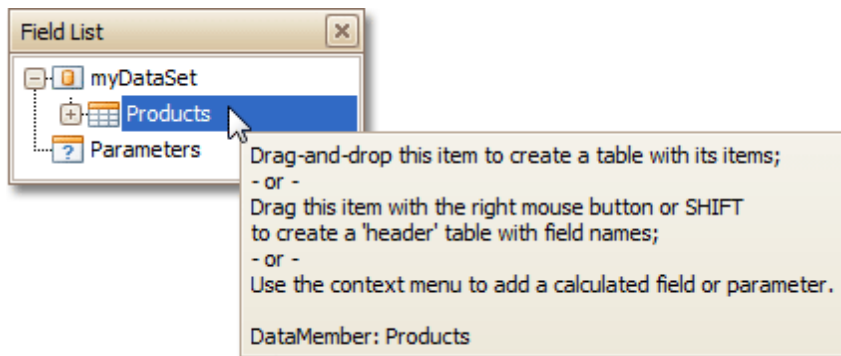 Field List
myDataSet
Products
Parameters
Drag-and-drop this item to create a table with its items;
- or -
Drag this item with the right mouse button or SHIFT
to create a 'header' table with field names;
- or -
Use the context menu to add a calculated field or parameter.
DataMember: Products